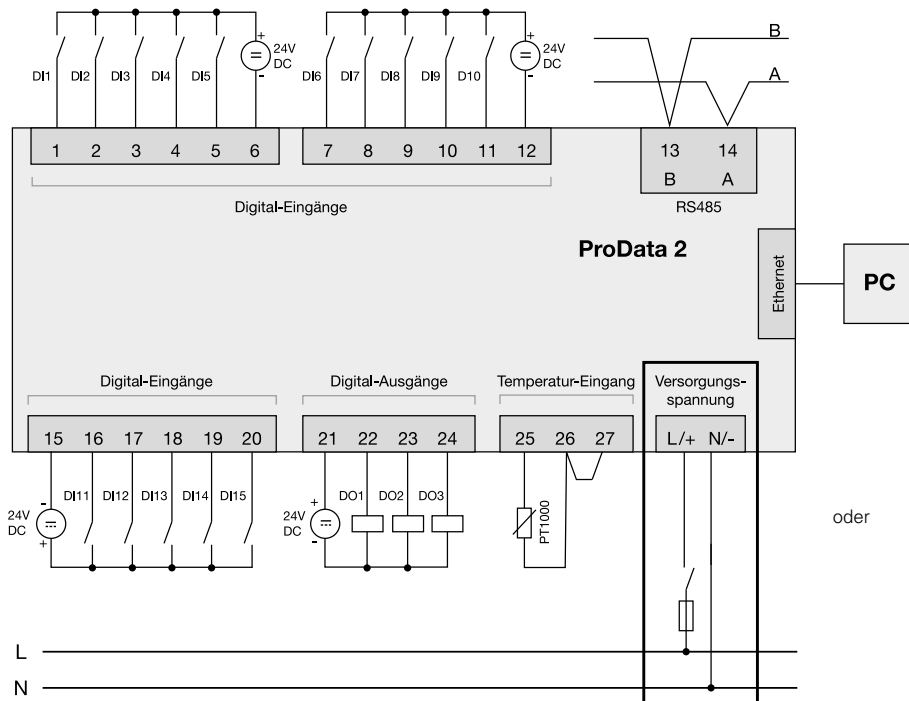 24V
DC
+
-
DI1 DI2 DI3 DI4 DI5
24V
DC
+
-
DI6 DI7 DI8 DI9 D10
B
A
1 2 3 4 5 6
7 8 9 10 11 12
13 14
B A
Digital-Eingänge
RS485
ProData 2
Ethernet
PC
Digital-Eingänge
Digital-Ausgänge
Temperatur-Eingang
Versorgungs-
spannung
15 16 17 18 19 20
21 22 23 24
25 26 27
L/+ N/-
-
24V
DC
+
DI11 DI12 DI13 DI14 DI15
+
24V
DC
-
DO1 DO2 DO3
PT1000
oder
L
N